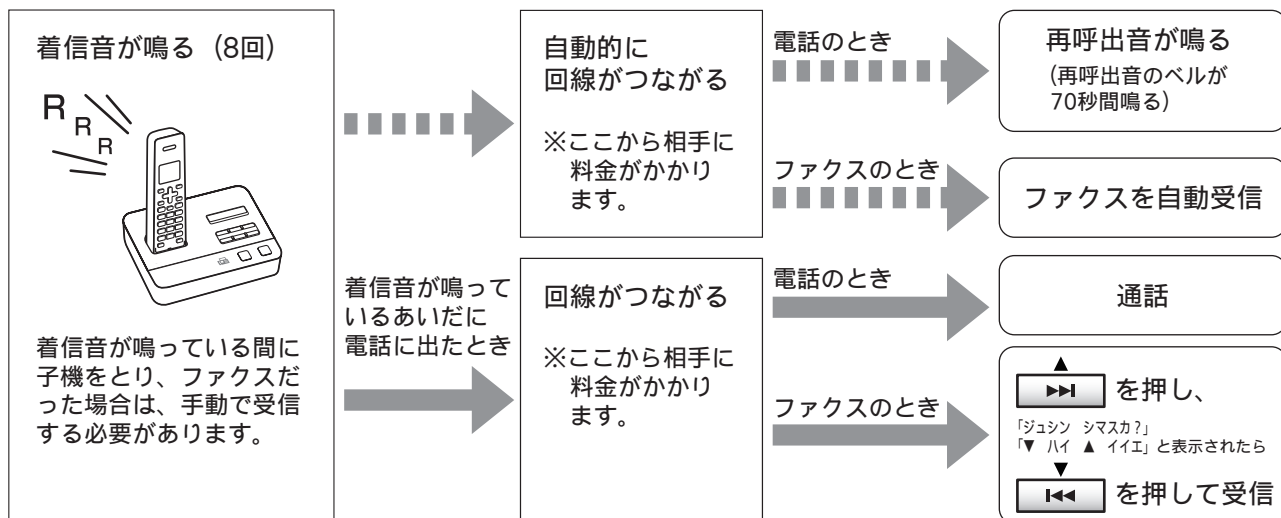 着信音が鳴る（8回）
R
R
R
着信音が鳴っている間に
子機をとり、ファクスだ
った場合は、手動で受信
する必要があります。
着信音が鳴って
いるあいだに
電話に出たとき
自動的に
回線がつながる
※ここから相手に
料金がかかり
ます。
電話のとき
再呼出音が鳴る
（再呼出音のベルが
70秒間鳴る）
ファクスのとき
ファクスを自動受信
回線がつながる
※ここから相手に
料金がかかり
ます。
電話のとき
通話
ファクスのとき
▲
▶▶I を押し、
「ジュシン シマスカ?」
「▼ ハイ ▲ イイエ」と表示されたら
▼
I◀◀ を押して受信